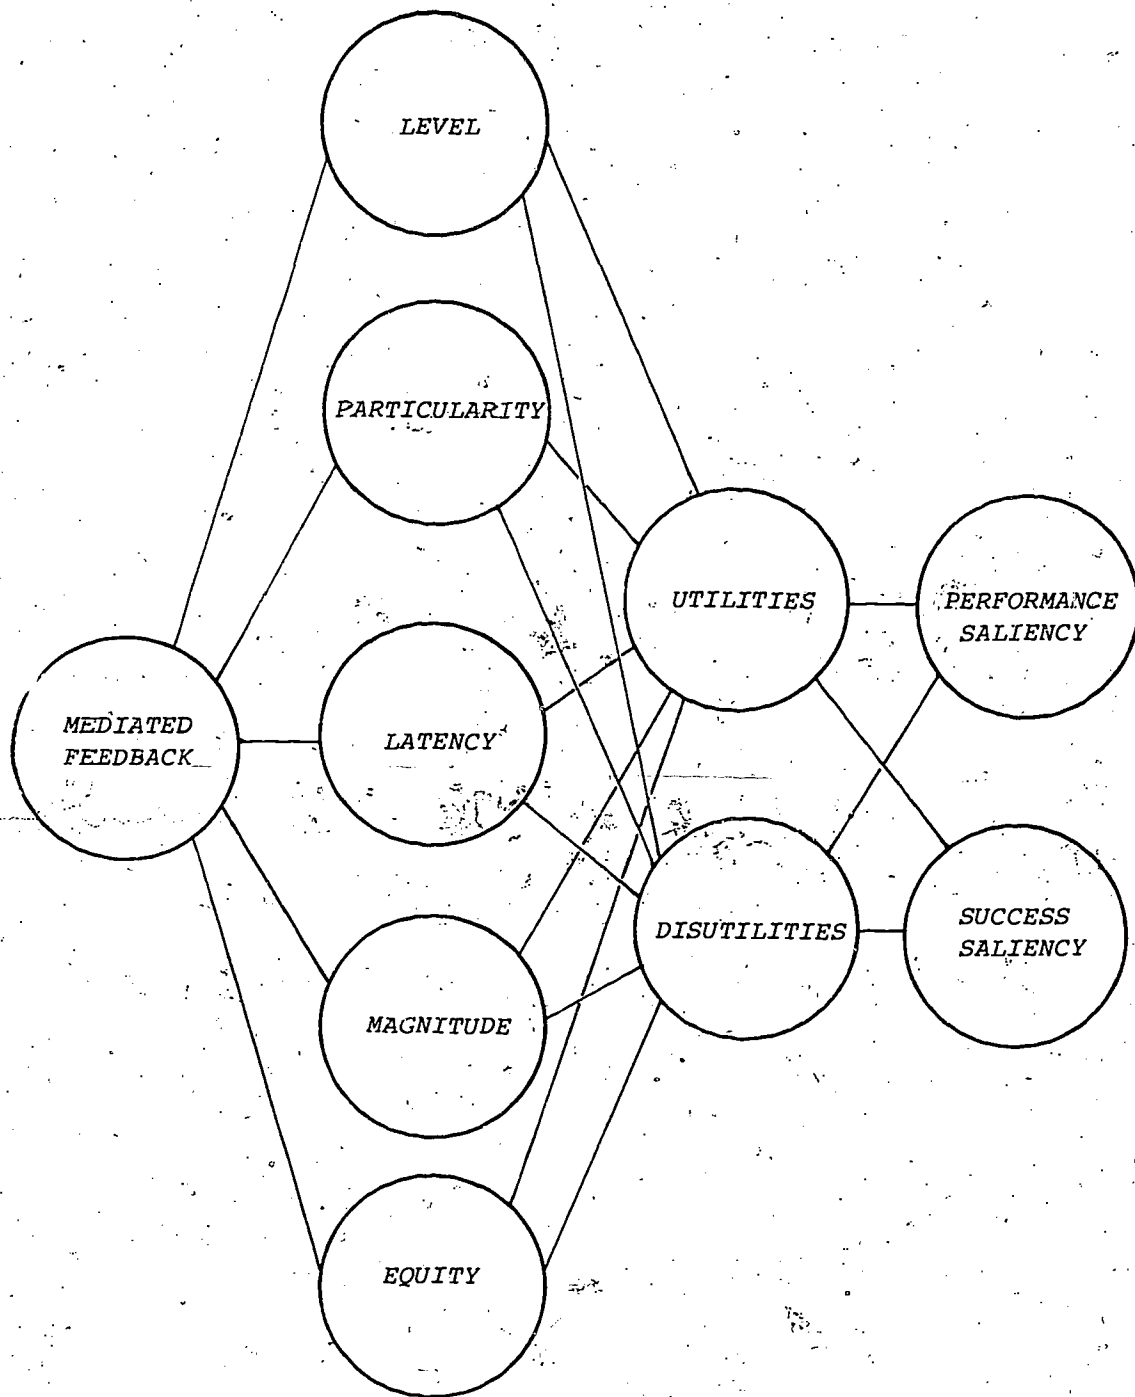 LEVEL
PARTICULARITY
UTILITIES
PERFORMANCE
SALIENCY
MEDIATED
FEEDBACK
LATENCY
DISUTILITIES
SUCCESS
SALIENCY
MAGNITUDE
EQUITY